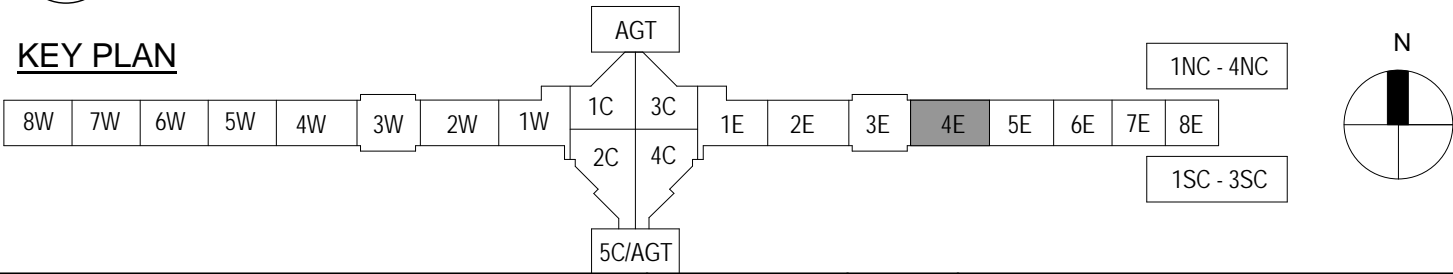 AGT
KEY PLAN
N
1NC - 4NC
8W 7W 6W 5W 4W 3W 2W 1W 1C 3C 1E 2E 3E 4E 5E 6E 7E 8E
2C 4C
1SC - 3SC
5C/AGT